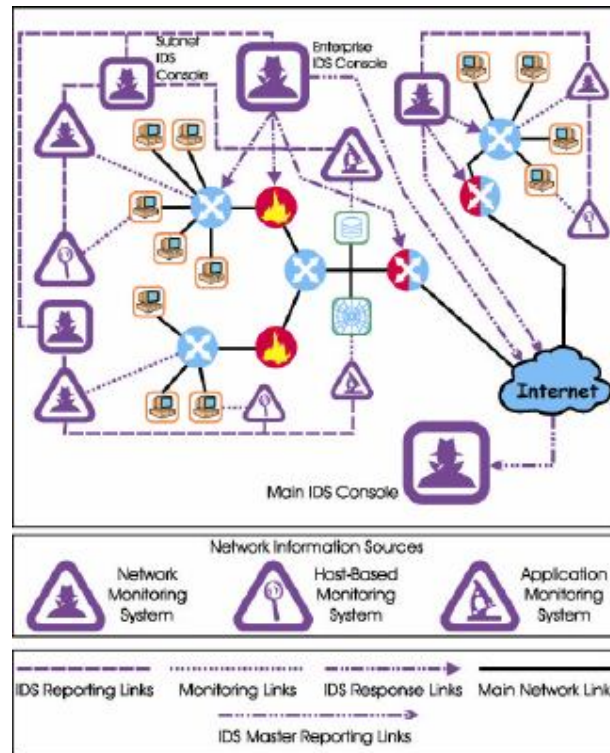 Subnet
IDS
Console
Enterprise
IDS Console
Internet
Main IDS Console
Network Information Sources
Network
Monitoring
System
Host-Based
Monitoring
System
Application
Monitoring
System
IDS Reporting Links
Monitoring Links
IDS Response Links
Main Network Link
IDS Master Reporting Links